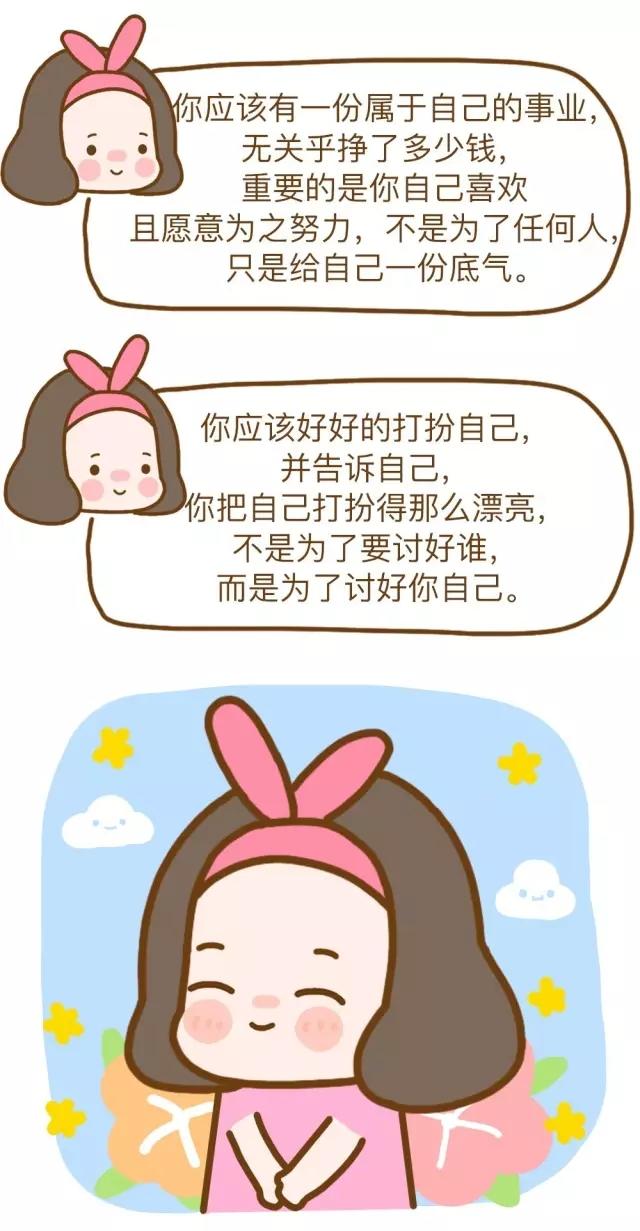 你应该有一份属于自己的事业，
无关乎挣了多少钱，
重要的是你自己喜欢
且愿意为之努力，不是为了任何人，
只是给自己一份底气。
你应该好好的打扮自己，
并告诉自己，
你把自己打扮得那么漂亮，
不是为了要讨好谁，
而是为了讨好你自己。